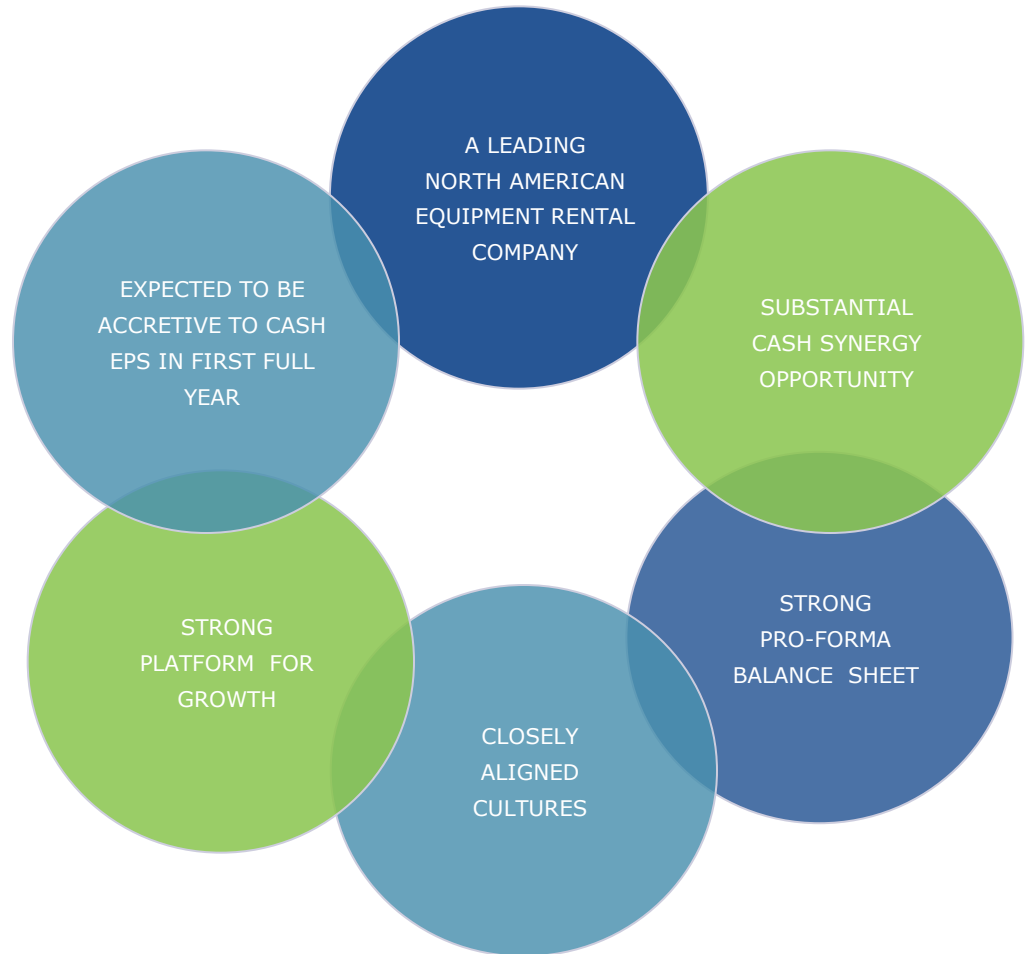 A LEADING
NORTH AMERICAN
EQUIPMENT RENTAL
COMPANY
SUBSTANTIAL
CASH SYNERGY
OPPORTUNITY
STRONG
PRO-FORMA
BALANCE SHEET
CLOSELY
ALIGNED
CULTURES
STRONG
PLATFORM FOR
GROWTH
EXPECTED TO BE
ACCRETIVE TO CASH
EPS IN FIRST FULL
YEAR